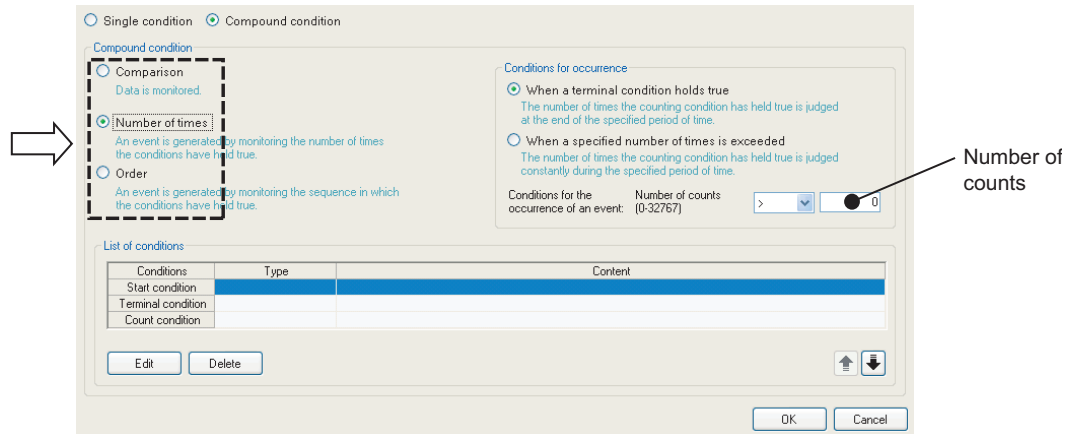 Single condition Compound condition
Compound condition
Comparison
Data is monitored.
Number of times
An event is generated by monitoring the number of times
the conditions have held true.
Order
An event is generated by monitoring the sequence in which
the conditions have held true.
Conditions for occurrence
When a terminal condition holds true
The number of times the counting condition has held true is judged
at the end of the specified period of time.
When a specified number of times is exceeded
The number of times the counting condition has held true is judged
constantly during the specified period of time.
Conditions for the
occurrence of an event:
Number of counts
(0-32767)
> 0
Number of
counts
List of conditions
Conditions Type Content
Start condition
Terminal condition
Count condition
Edit Delete
OK Cancel